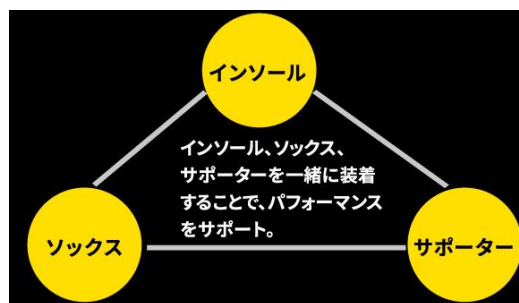 インソール
インソール、ソックス、
サポーターを一緒に装着
することで、パフォーマンス
をサポート。
ソックス
サポーター